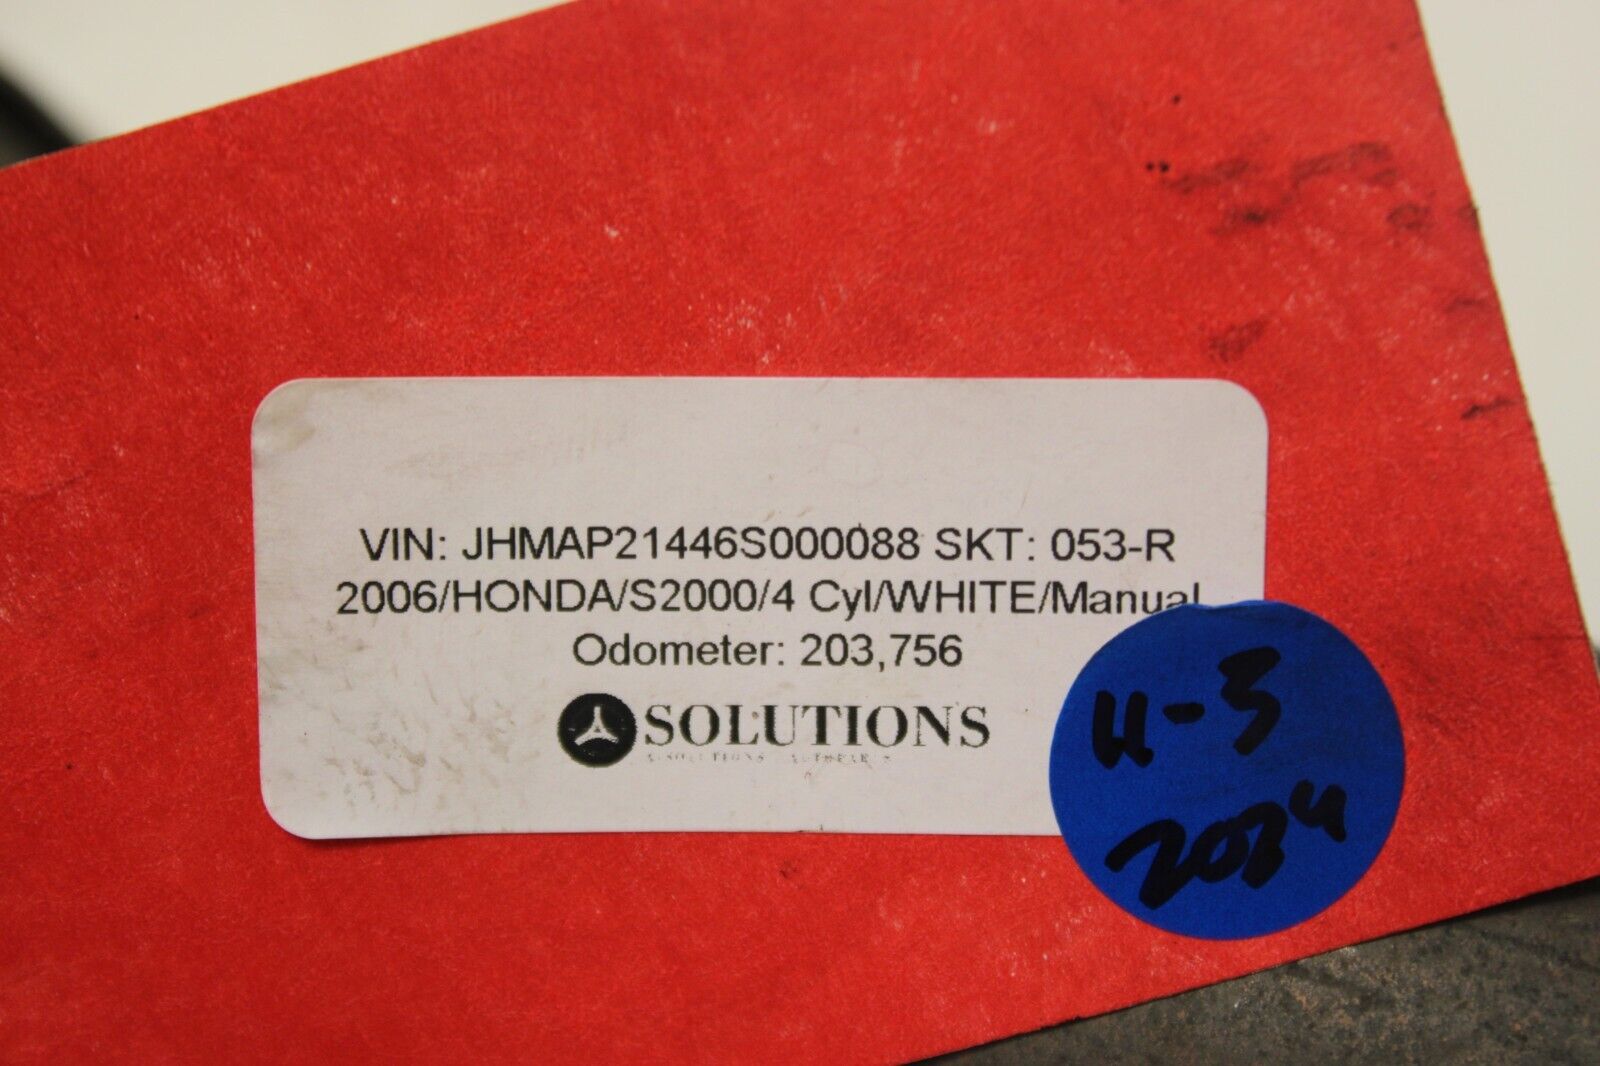 VIN: JHMAP21446S000088 SKT: 053-R
2006/HONDA/S2000/4 Cyl/WHITE/Manual
Odometer: 203,756
SOLUTIONS
U-3
2034